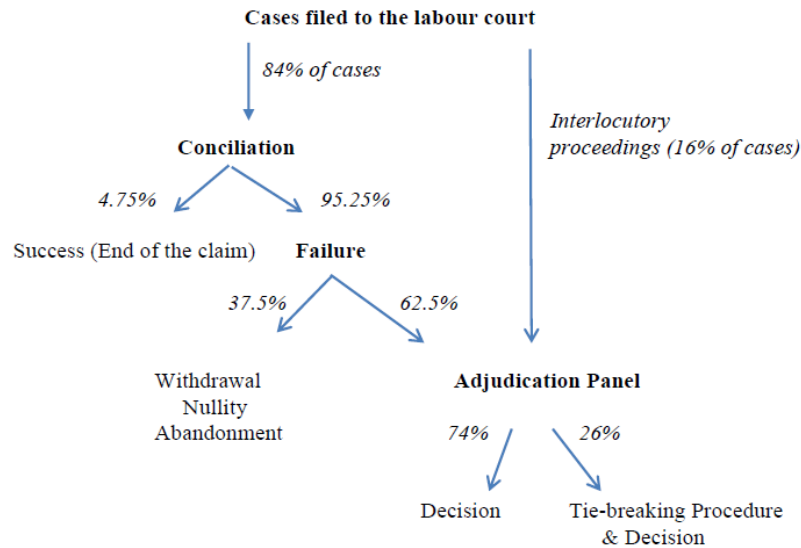 Cases filed to the labour court
84% of cases
Interlocutory
proceedings (16% of cases)
Conciliation
4.75%
95.25%
Success (End of the claim)
Failure
37.5%
62.5%
Withdrawal
Nullity
Abandonment
Adjudication Panel
74%
26%
Decision
Tie-breaking Procedure
& Decision